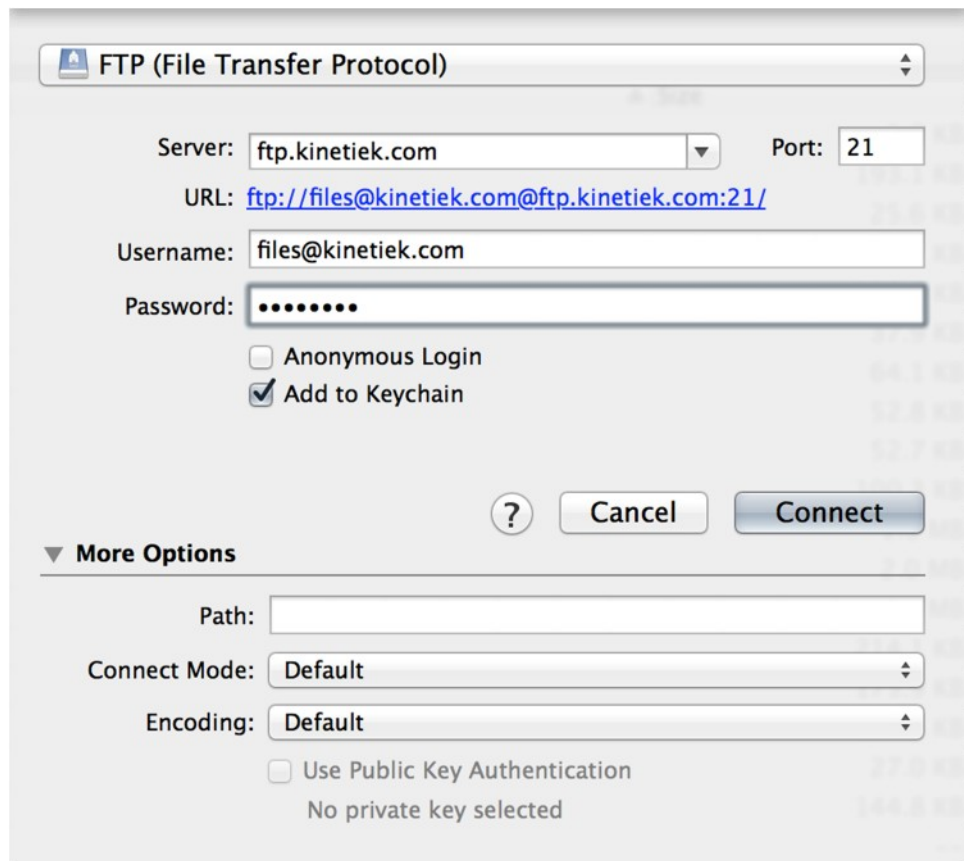 FTP (File Transfer Protocol)
Size
Server: ftp.kinetiek.com Port: 21
URL: ftp://files@kinetiek.com@ftp.kinetiek.com:21/
Username: files@kinetiek.com
Password: ••••••••
Anonymous Login
Add to Keychain
? Cancel Connect
More Options
Path:
Connect Mode: Default
Encoding: Default
Use Public Key Authentication
No private key selected